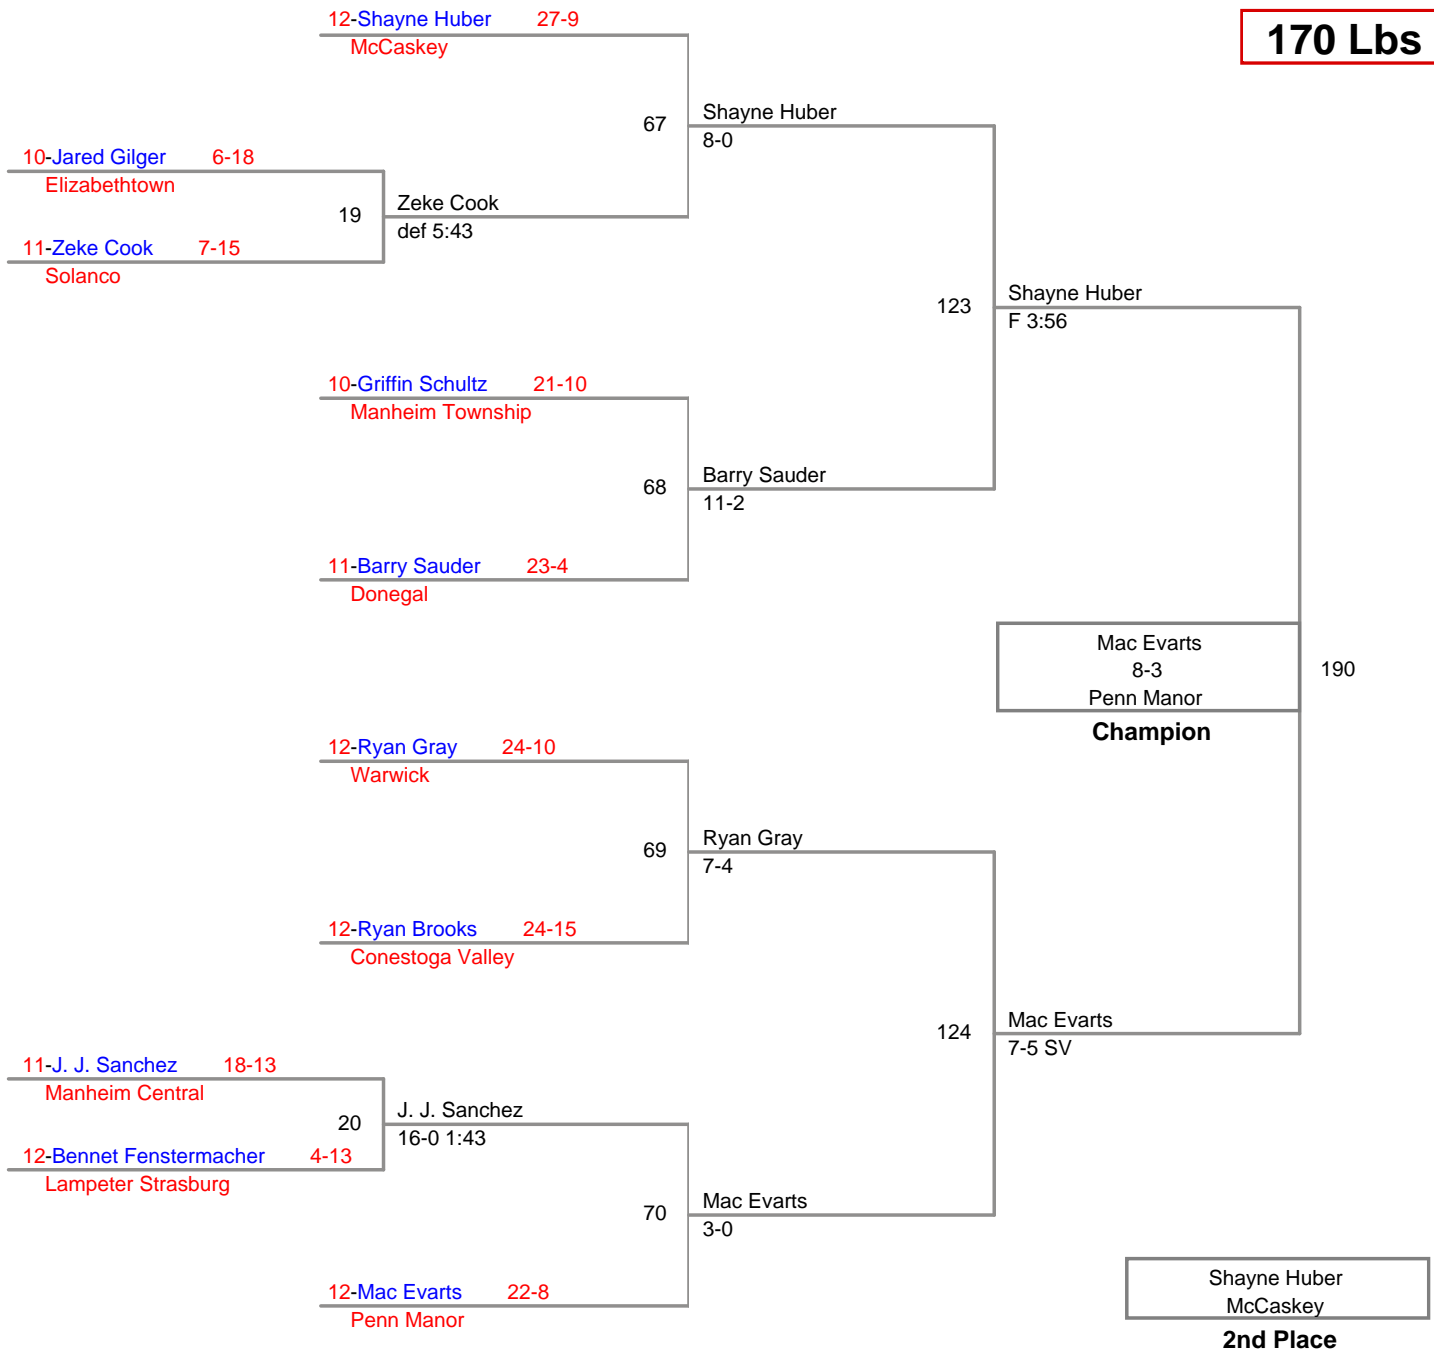 12-Shayne Huber 27-9
McCaskey
170 Lbs
67
Shayne Huber
8-0
10-Jared Gilger 6-18
Elizabethtown
19
Zeke Cook
def 5:43
11-Zeke Cook 7-15
Solanco
123
Shayne Huber
F 3:56
10-Griffin Schultz 21-10
Manheim Township
68
Barry Sauder
11-2
11-Barry Sauder 23-4
Donegal
Mac Evarts
8-3
Penn Manor
190
Champion
12-Ryan Gray 24-10
Warwick
69
Ryan Gray
7-4
12-Ryan Brooks 24-15
Conestoga Valley
124
Mac Evarts
7-5 SV
11-J. J. Sanchez 18-13
Manheim Central
20
J. J. Sanchez
16-0 1:43
12-Bennet Fenstermacher 4-13
Lampeter Strasburg
70
Mac Evarts
3-0
12-Mac Evarts 22-8
Penn Manor
Shayne Huber
McCaskey
2nd Place